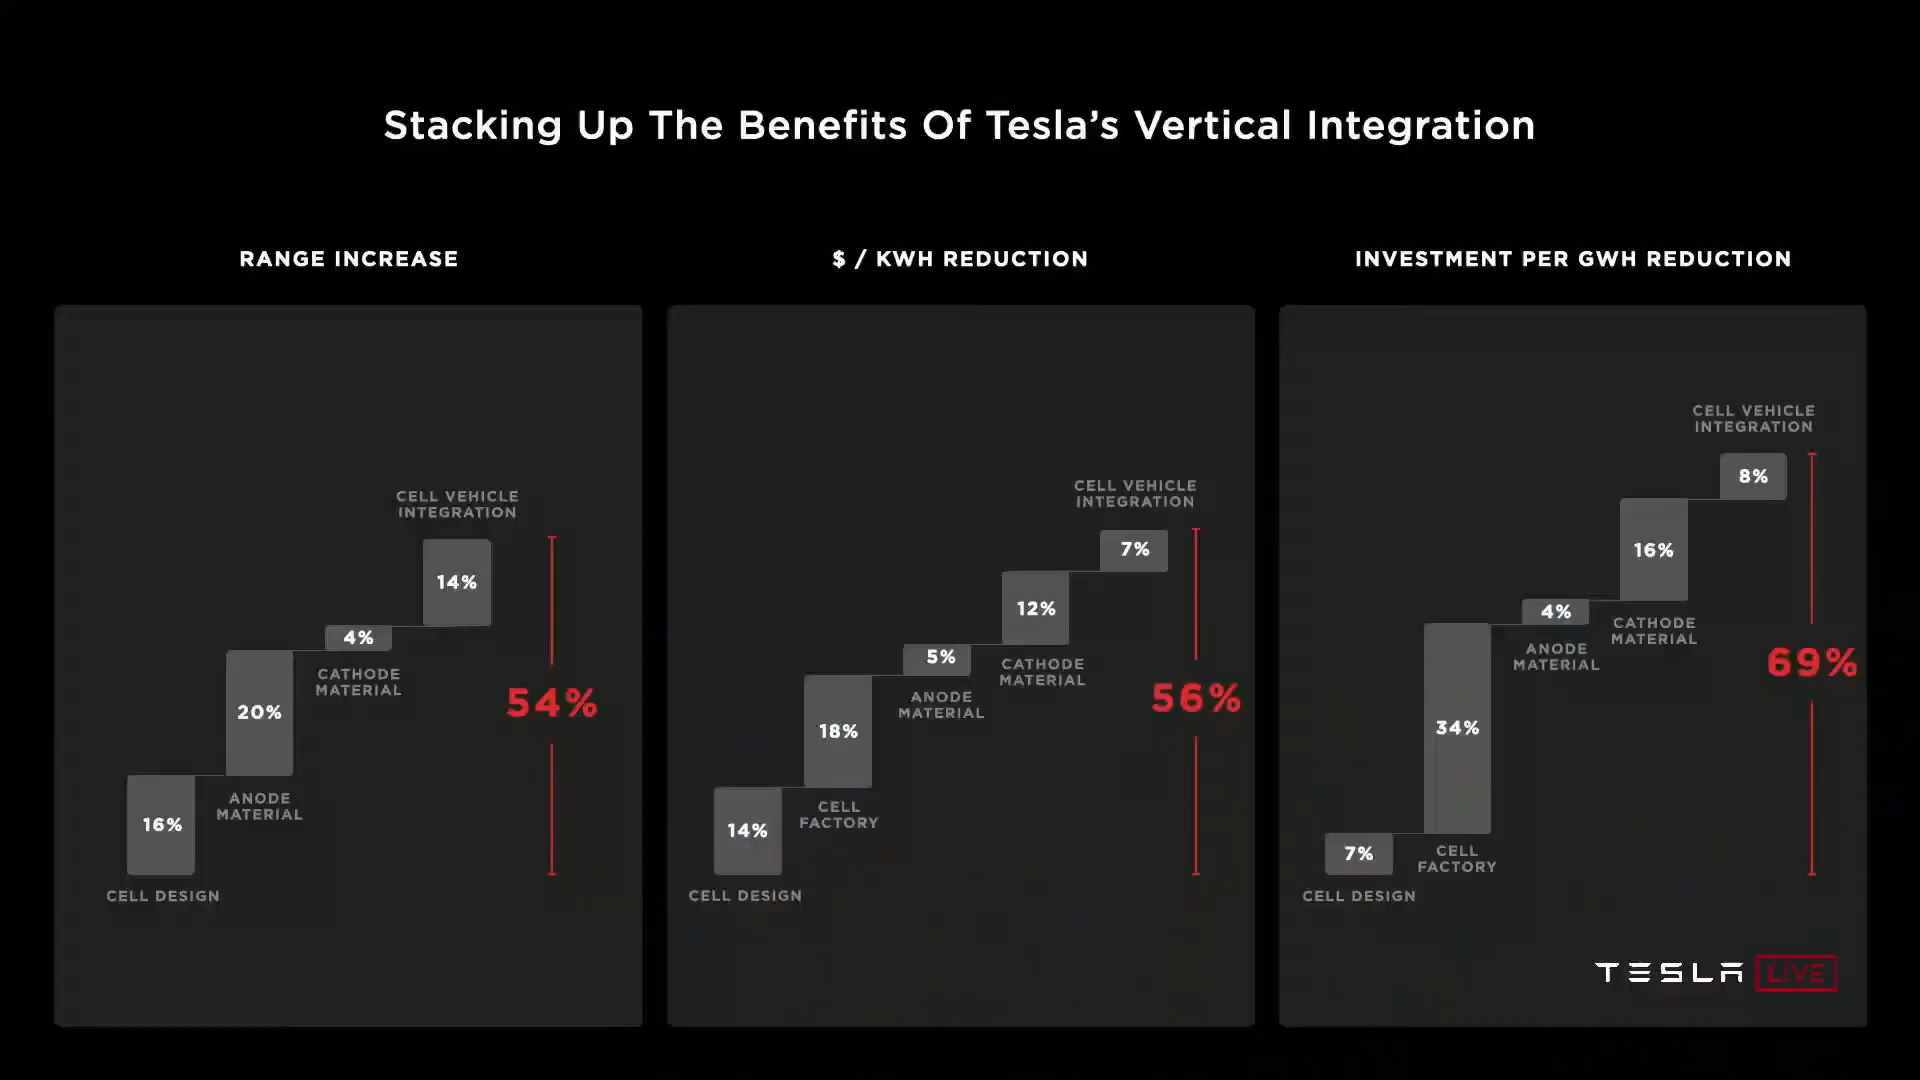 Stacking Up The Benefits Of Tesla's Vertical Integration
RANGE INCREASE
CELL VEHICLE
INTEGRATION
14%
4%
CATHODE
MATERIAL
20%
ANODE
MATERIAL
16%
CELL DESIGN
54%
$ / KWH REDUCTION
CELL VEHICLE
INTEGRATION
7%
12%
CATHODE
MATERIAL
5%
ANODE
MATERIAL
18%
CELL
FACTORY
14%
CELL DESIGN
56%
INVESTMENT PER GWH REDUCTION
CELL VEHICLE
INTEGRATION
8%
16%
CATHODE
MATERIAL
4%
ANODE
MATERIAL
34%
CELL
FACTORY
7%
CELL DESIGN
69%
TESLA LIVE